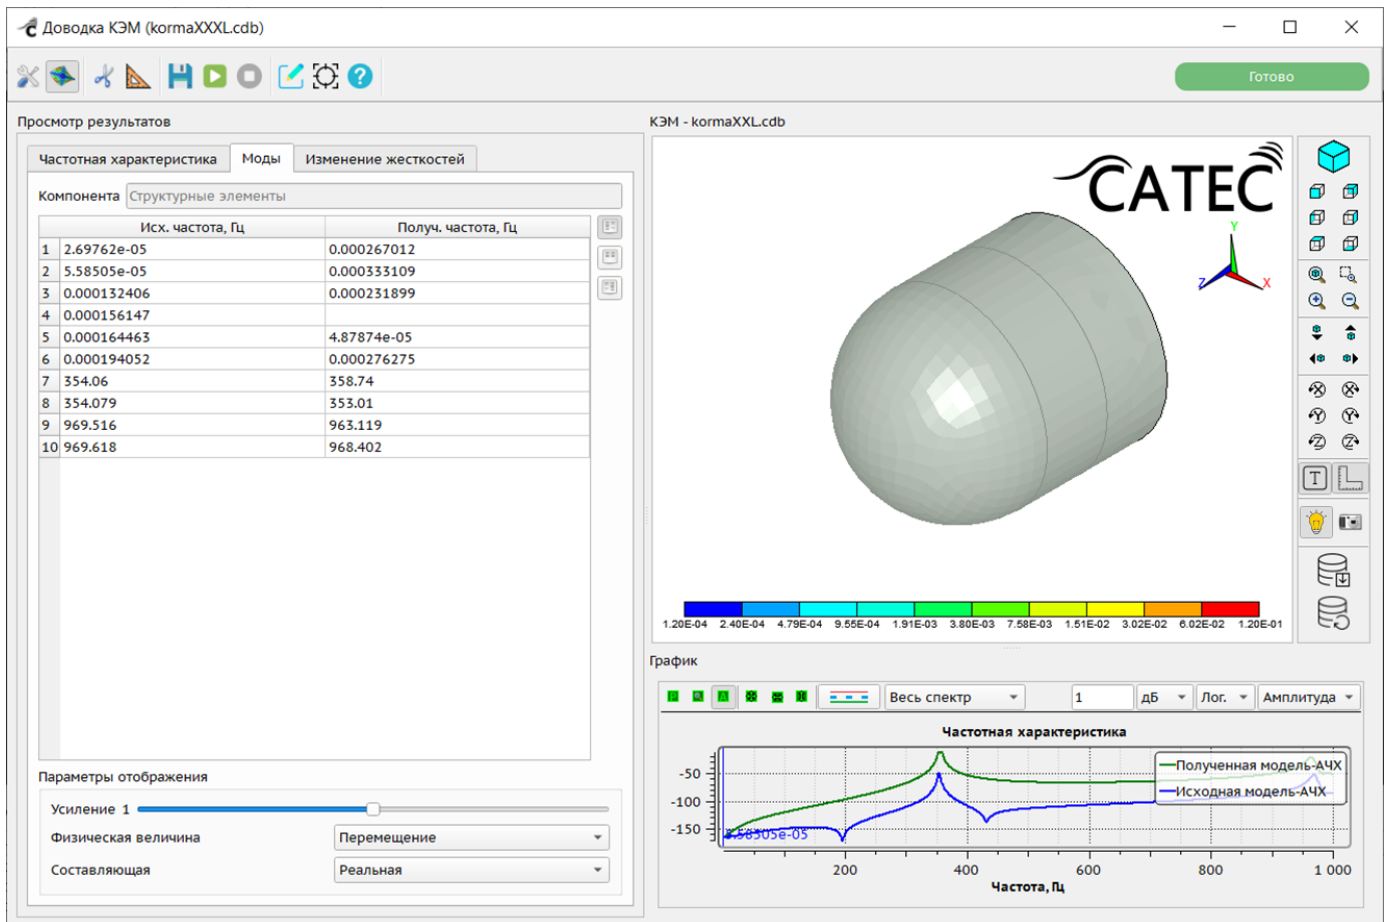 Доводка КЭМ (kormaXXXL.cdb)
Готово
Просмотр результатов
Частотная характеристика Моды Изменение жесткостей
Компонента Структурные элементы
Исх. частота, Гц Получ. частота, Гц
1 2.69762e-05 0.000267012
2 5.58505e-05 0.000333109
3 0.000132406 0.000231899
4 0.000156147
5 0.000164463 4.87874e-05
6 0.000194052 0.000276275
7 354.06 358.74
8 354.079 353.01
9 969.516 963.119
10 969.618 968.402
Параметры отображения
Усиление 1
Физическая величина Перемещение
Составляющая Реальная
КЭМ - kormaXXL.cdb
CATEC
Y
Z X
1.20E-04 2.40E-04 4.79E-04 9.55E-04 1.91E-03 3.80E-03 7.58E-03 1.51E-02 3.02E-02 6.02E-02 1.20E-01
X X
Y Y
Z Z
T
График
Весь спектр 1 дБ Лог. Амплитуда
Частотная характеристика
Полученная модель-АЧХ
Исходная модель-АЧХ
-50
-100
-150
5.58505e-05
200 400 600 800 1 000
Частота, Гц